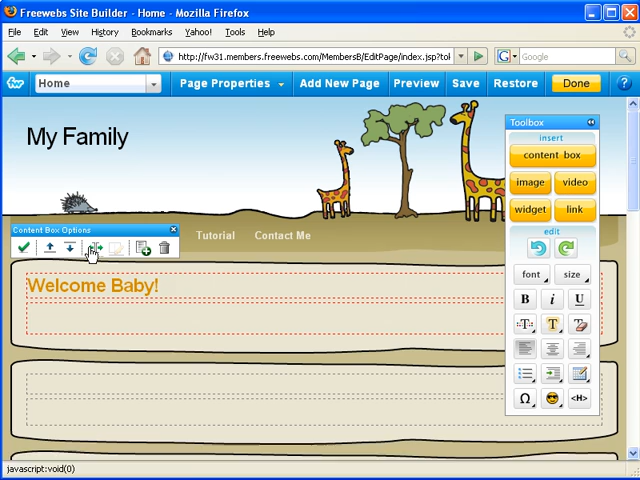 Freewebs Site Builder - Home - Mozilla Firefox
File Edit View History Bookmarks Yahoo! Tools Help
http://fw31.members.freewebs.com/MembersB/EditPage/index.jsp?tol
G Google
fw Home Page Properties Add New Page Preview Save Restore Done ?
My Family
Toolbox
insert
content box
image video
widget link
edit
font size
B i U
T T
Ω <H>
Content Box Options
Tutorial Contact Me
Welcome Baby!
javascript:void(0)